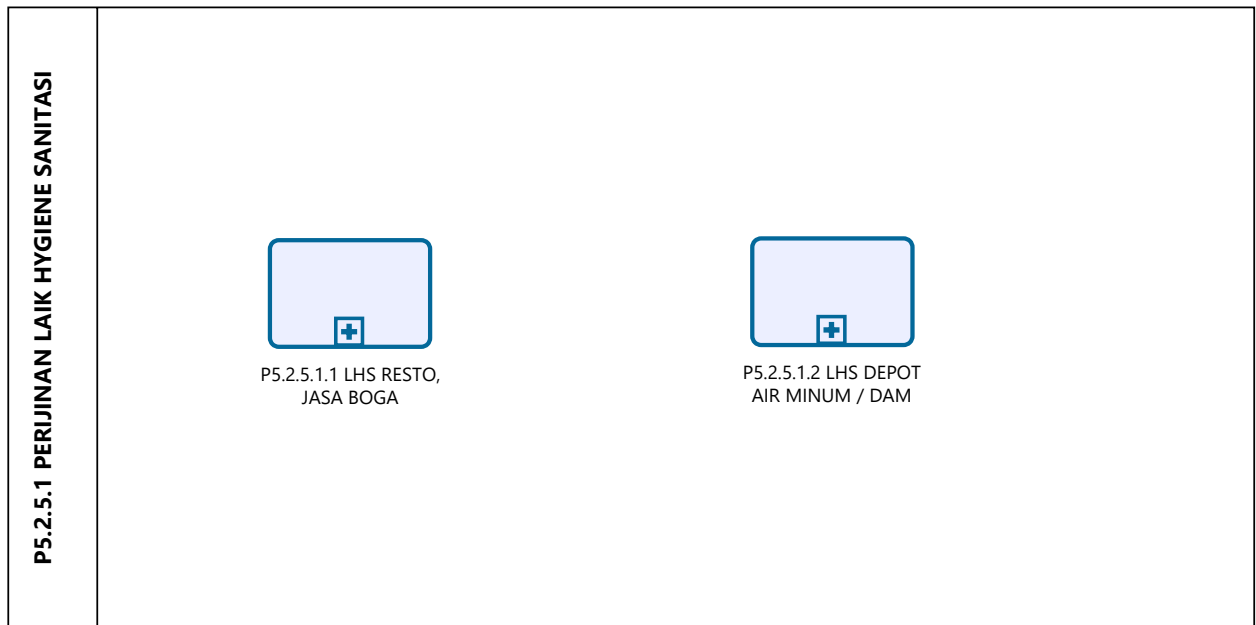 P5.2.5.1 PERIJINAN LAIK HYGIENE SANITASI
P5.2.5.1.1 LHS RESTO,
JASA BOGA
P5.2.5.1.2 LHS DEPOT
AIR MINUM / DAM